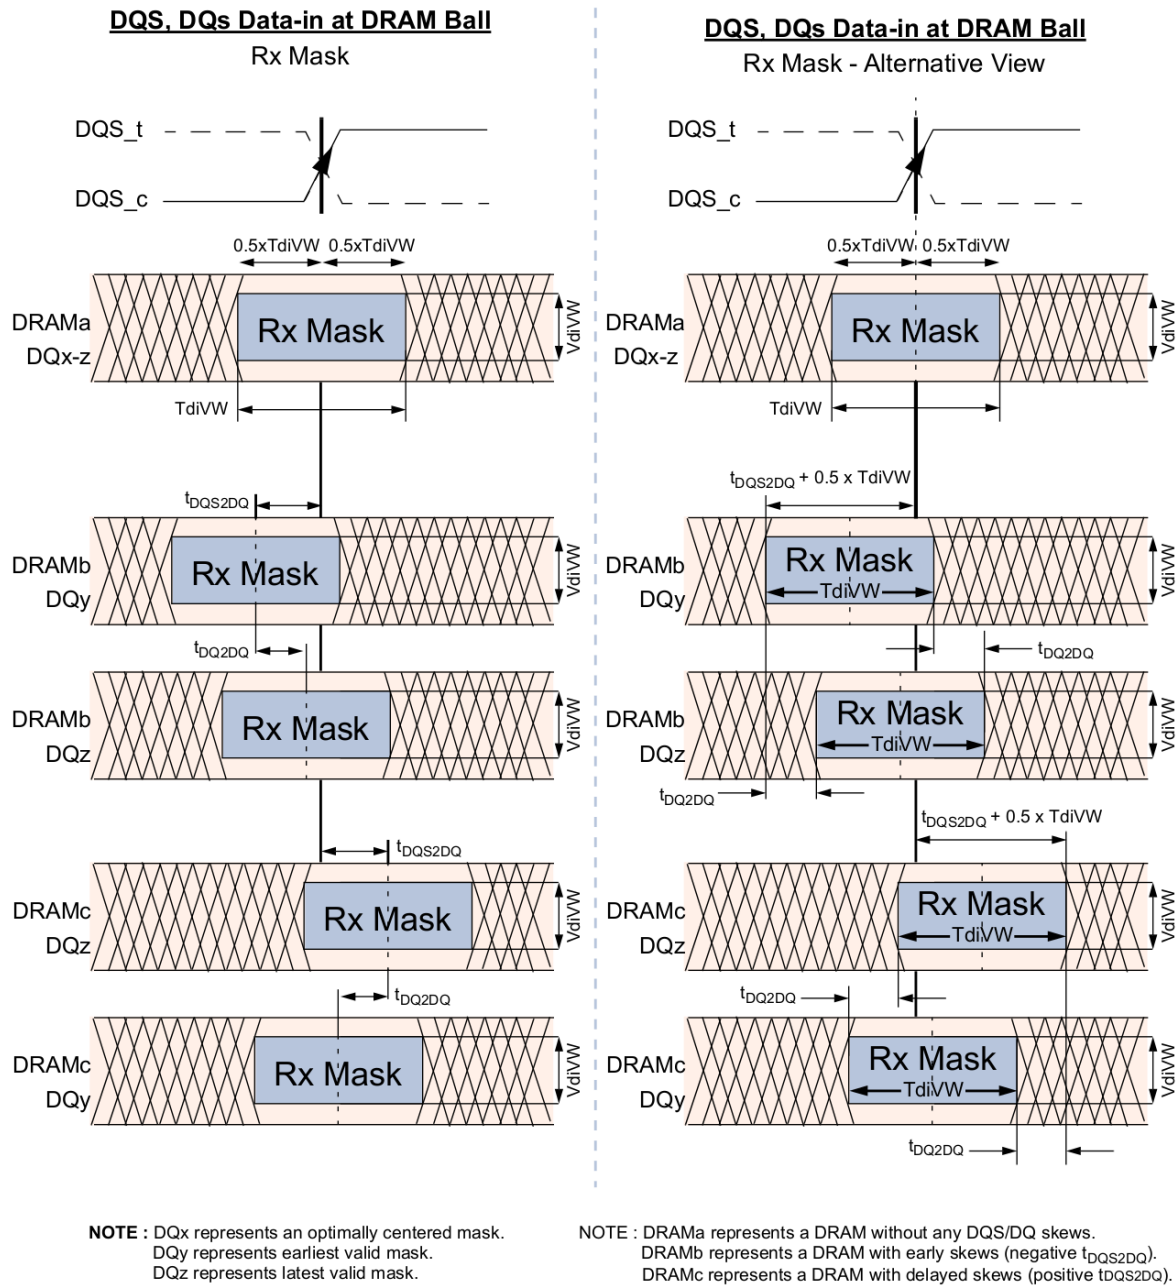 DQS, DQs Data-in at DRAM Ball
Rx Mask
DQS_t
DQS_c
0.5xTdiVW 0.5xTdiVW
DRAMa
DQx-z
Rx Mask
VdiVW
TdiVW
tDQS2DQ
DRAMb
DQy
Rx Mask
VdiVW
tDQ2DQ
DRAMb
DQz
Rx Mask
VdiVW
tDQS2DQ
DRAMc
DQz
Rx Mask
VdiVW
tDQ2DQ
DRAMc
DQy
Rx Mask
VdiVW
NOTE : DQx represents an optimally centered mask.
DQy represents earliest valid mask.
DQz represents latest valid mask.
DQS, DQs Data-in at DRAM Ball
Rx Mask - Alternative View
DQS_t
DQS_c
0.5xTdiVW 0.5xTdiVW
DRAMa
DQx-z
Rx Mask
VdiVW
TdiVW
tDQS2DQ + 0.5 x TdiVW
DRAMb
DQy
Rx Mask
TdiVW
VdiVW
tDQ2DQ
DRAMb
DQz
Rx Mask
TdiVW
VdiVW
tDQ2DQ
tDQS2DQ + 0.5 x TdiVW
DRAMc
DQz
Rx Mask
TdiVW
VdiVW
tDQ2DQ
DRAMc
DQy
Rx Mask
TdiVW
VdiVW
tDQ2DQ
NOTE : DRAMa represents a DRAM without any DQS/DQ skews.
DRAMb represents a DRAM with early skews (negative tDQS2DQ).
DRAMc represents a DRAM with delayed skews (positive tDQS2DQ).